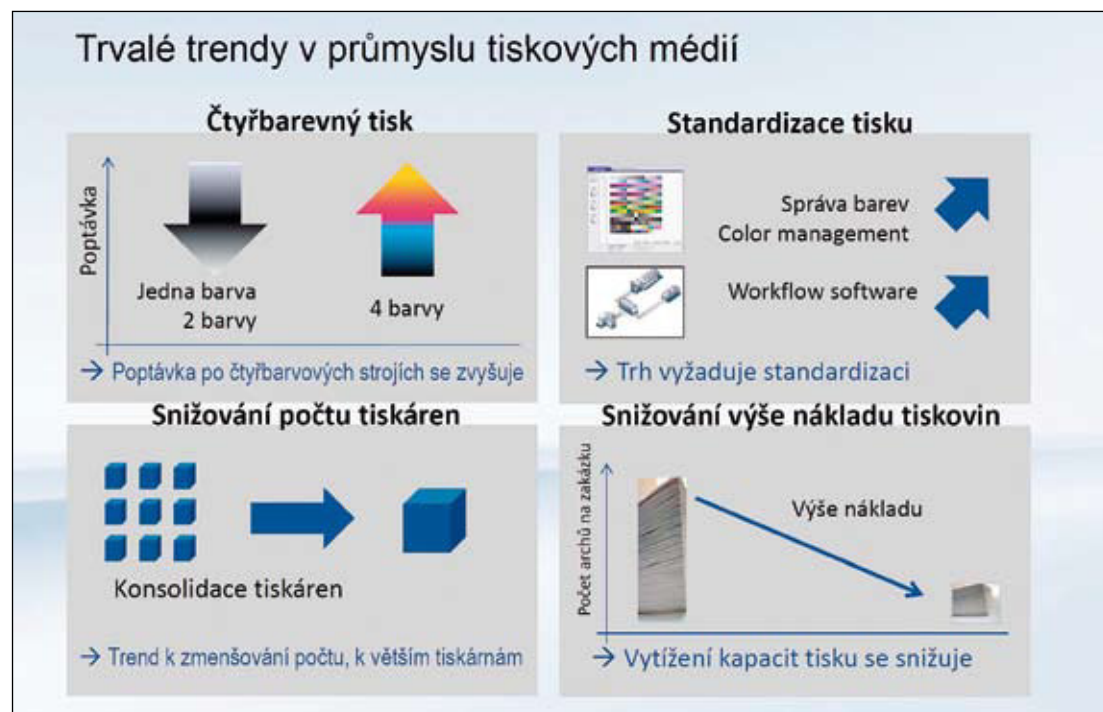 Trvalé trendy v průmyslu tiskových médií
Čtyřbarevný tisk
Poptávka
Jedna barva
2 barvy
4 barvy
→ Poptávka po čtyřbarvových strojích se zvyšuje
Standardizace tisku
Správa barev
Color management
Workflow software
→ Trh vyžaduje standardizaci
Snižování počtu tiskáren
Konsolidace tiskáren
→ Trend k zmenšování počtu, k větším tiskárnám
Snižování výše nákladu tiskovin
Počet archů na zakázku
Výše nákladu
→ Vytížení kapacit tisku se snižuje